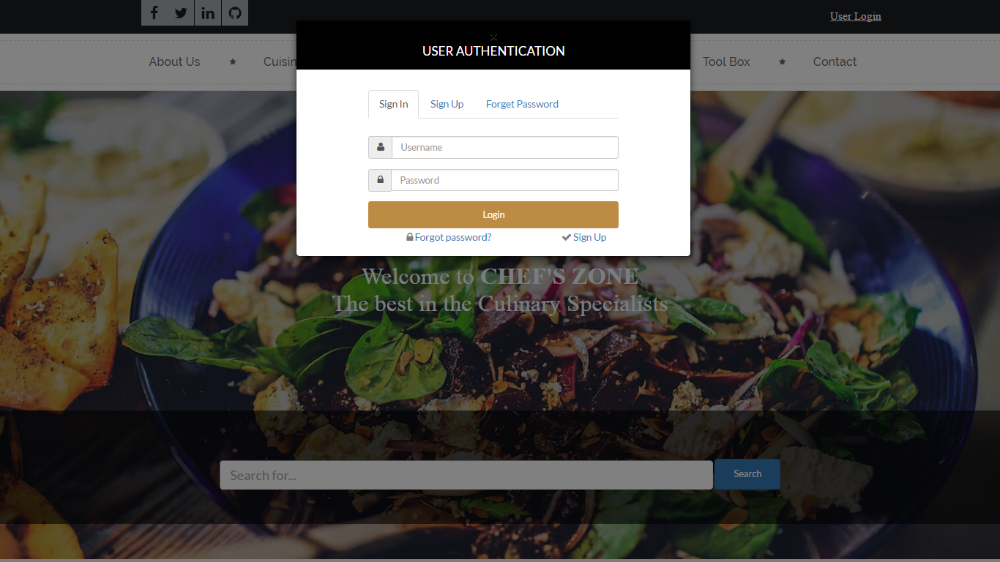 User Login
×
USER AUTHENTICATION
About Us
Cuisin
Tool Box
Contact
Sign In
Sign Up
Forget Password
Username
Password
Login
Forgot password?
Sign Up
Welcome to CHEF'S ZONE
The best in the Culinary Specialists
Search for...
Search